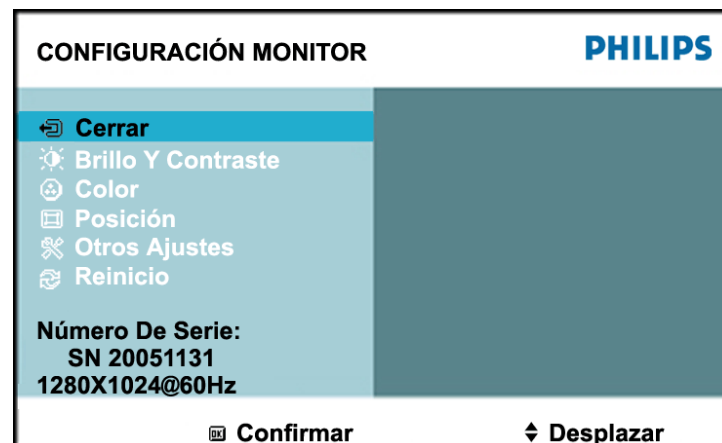 CONFIGURACIÓN MONITOR
PHILIPS
Cerrar
Brillo Y Contraste
Color
Posición
Otros Ajustes
Reinicio
Número De Serie:
SN 20051131
1280X1024@60Hz
OK Confirmar
Desplazar